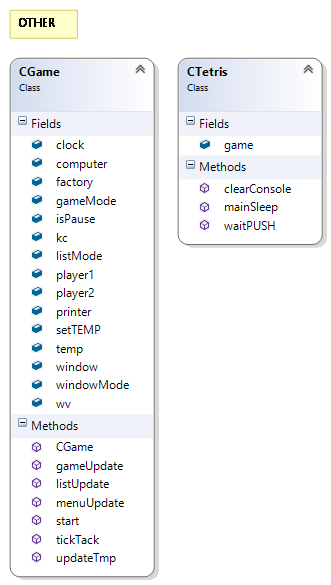 OTHER
CGame
Class
Fields
clock
computer
factory
gameMode
isPause
kc
listMode
player1
player2
printer
setTEMP
temp
window
windowMode
wv
Methods
CGame
gameUpdate
listUpdate
menuUpdate
start
tickTack
updateTmp
CTetris
Class
Fields
game
Methods
clearConsole
mainSleep
waitPUSH